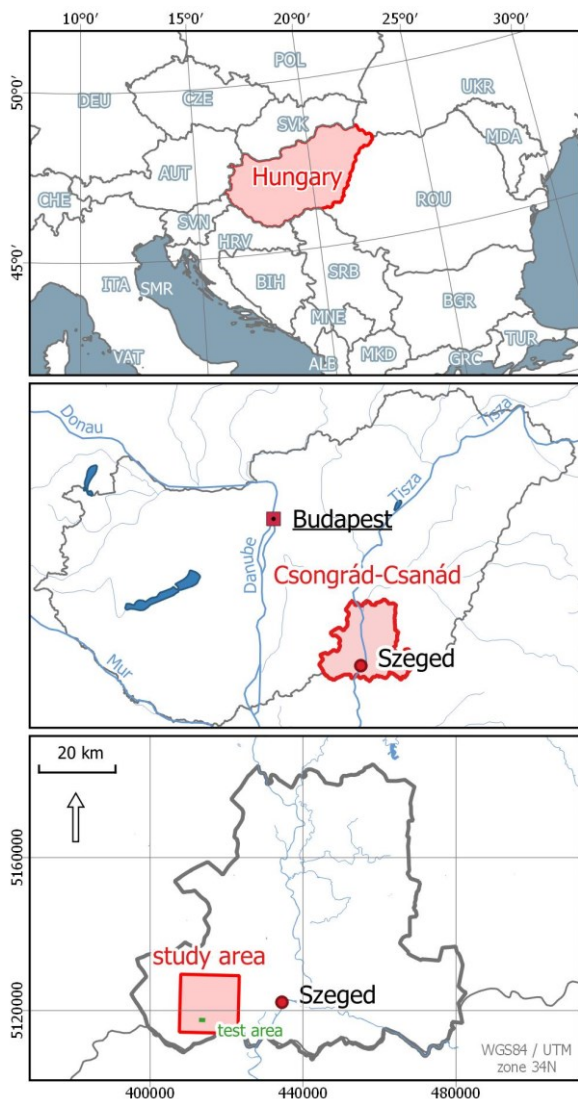 10°0′ 15°0′ 20°0′ 25°0′ 30°0′
50°0′
45°0′
POL
DEU
CZE
UKR
SVK
MDA
AUT
Hungary
CHE
ROU
SVN
HRV
ITA
SMR
BIH
SRB
BGR
MNE
VAT
ALB
MKD
GRC
TUR
Donau
Tisza
Tisza
Budapest
Danube
Csongrád-Csanád
Szeged
Mur
20 km
5160000
study area
Szeged
5120000
test area
WGS84 / UTM
zone 34N
400000 440000 480000